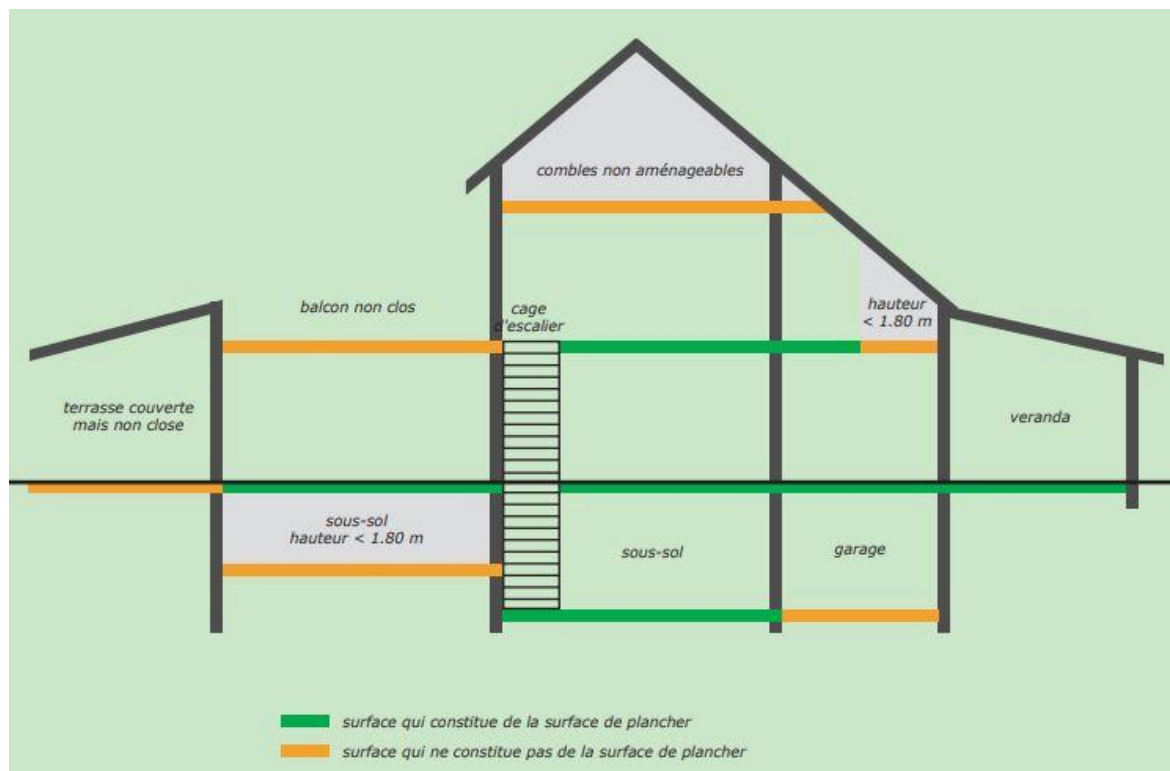 combles non aménageables
balcon non clos
cage
d'escalier
hauteur
< 1.80 m
terrasse couverte
mais non close
veranda
sous-sol
hauteur < 1.80 m
sous-sol
garage
surface qui constitue de la surface de plancher
surface qui ne constitue pas de la surface de plancher